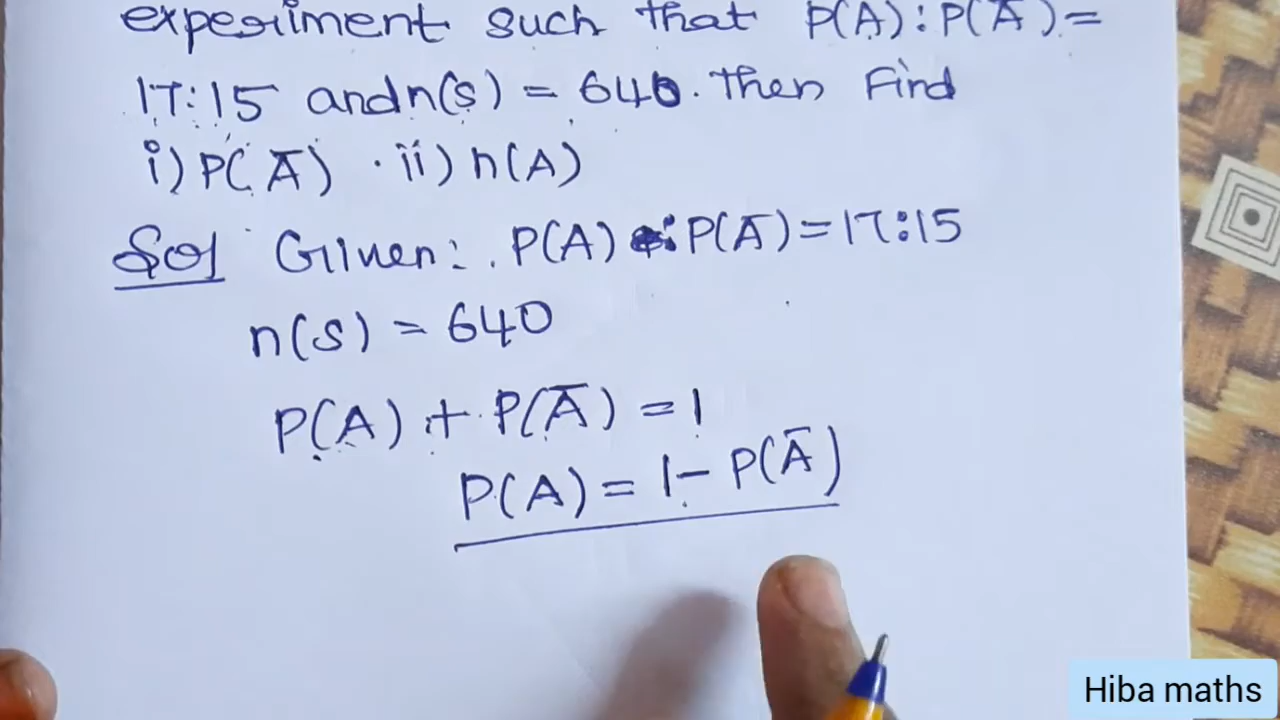 experiment such that P(A):P(Ā)=
17:15 and n(s) = 640. Then Find
i) P(Ā) . ii) n(A)
Sol Given: P(A) : P(Ā)=17:15
n(s) = 640
P(A) + P(Ā) = 1
P(A) = 1 - P(Ā)
Hiba maths